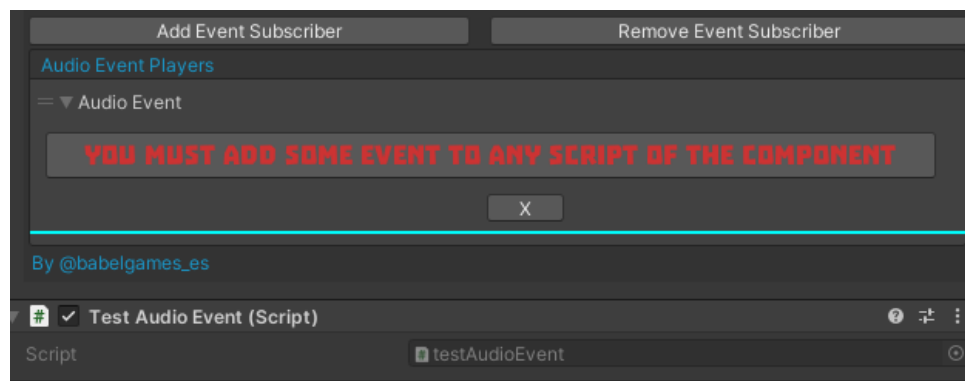 Add Event Subscriber Remove Event Subscriber
Audio Event Players
Audio Event
YOU MUST ADD SOME EVENT TO ANY SCRIPT OF THE COMPONENT
X
By @babelgames_es
# Test Audio Event (Script)
Script testAudioEvent